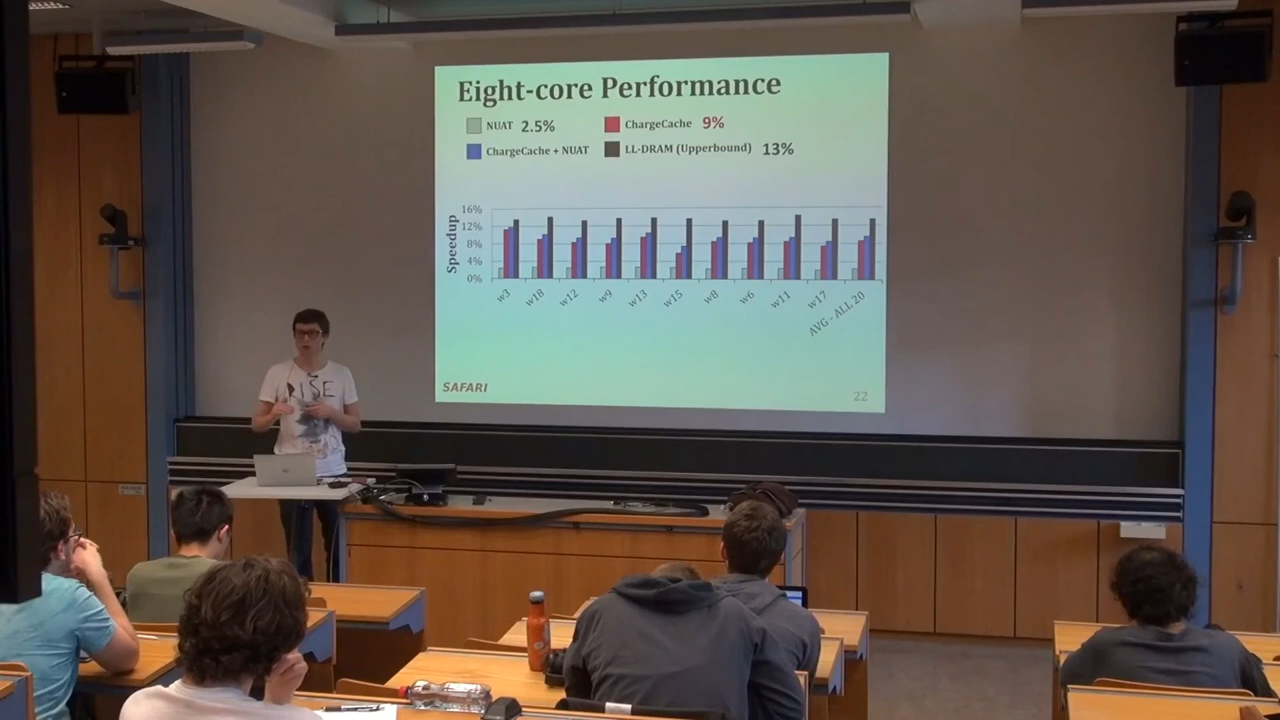 Eight-core Performance
NUAT 2.5% ChargeCache 9%
ChargeCache + NUAT LL-DRAM (Upperbound) 13%
Speedup
16%
12%
8%
4%
0%
w3 w18 w12 w9 w13 w15 w8 w6 w11 w17 AVG - ALL 20
SAFARI
22
RISE